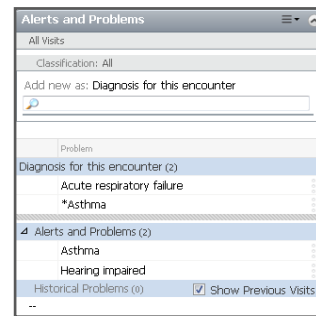 Alerts and Problems
All Visits
Classification: All
Add new as: Diagnosis for this encounter
Problem
Diagnosis for this encounter (2)
Acute respiratory failure
*Asthma
Alerts and Problems (2)
Asthma
Hearing impaired
Historical Problems (0) Show Previous Visits
--